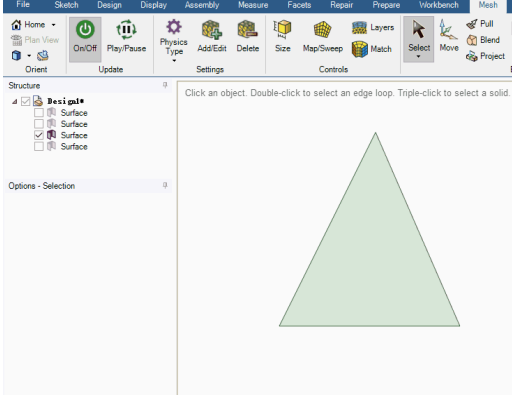 File Sketch Design Display Assembly Measure Facets Repair Prepare Workbench Mesh
Home
Plan View
Orient
On/Off
Play/Pause
Update
Physics
Type
Add/Edit
Delete
Settings
Size
Map/Sweep
Layers
Match
Controls
Select
Move
Pull
Blend
Project
Structure
Design1*
Surface
Surface
Surface
Surface
Options - Selection
Click an object. Double-click to select an edge loop. Triple-click to select a solid.